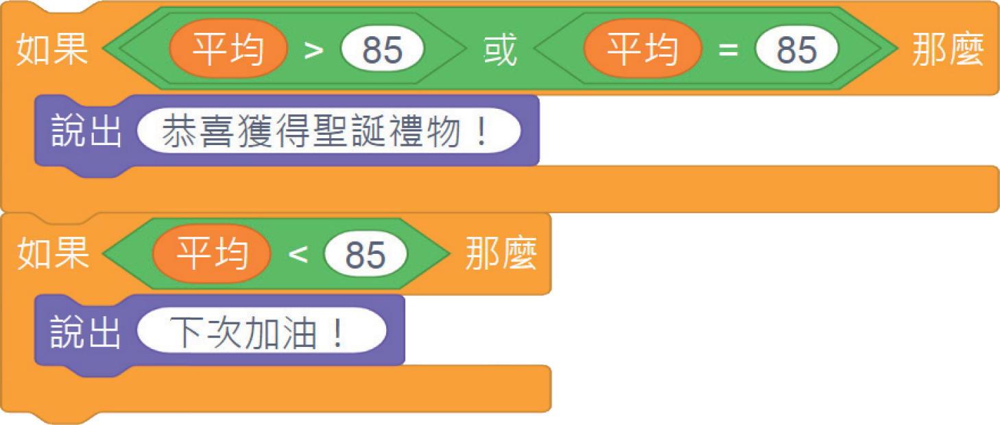 如果 平均 > 85 或 平均 = 85 那麼
說出 恭喜獲得聖誕禮物！
如果 平均 < 85 那麼
說出 下次加油！